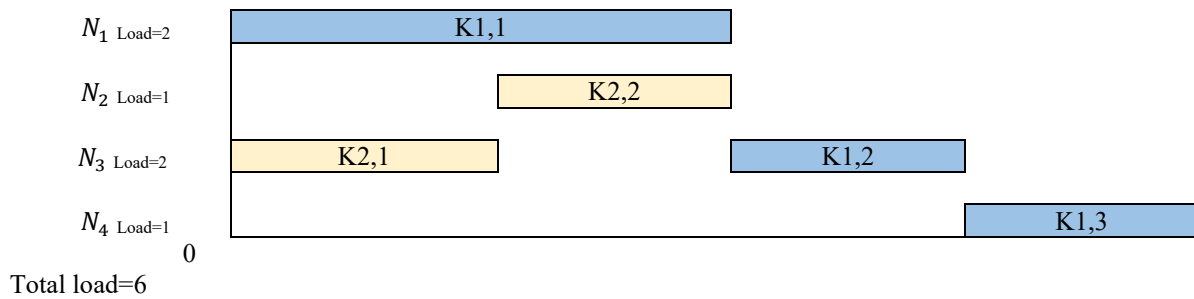 N₁ Load=2 K1,1
N₂ Load=1 K2,2
N₃ Load=2 K2,1 K1,2
N₄ Load=1 K1,3
0
Total load=6